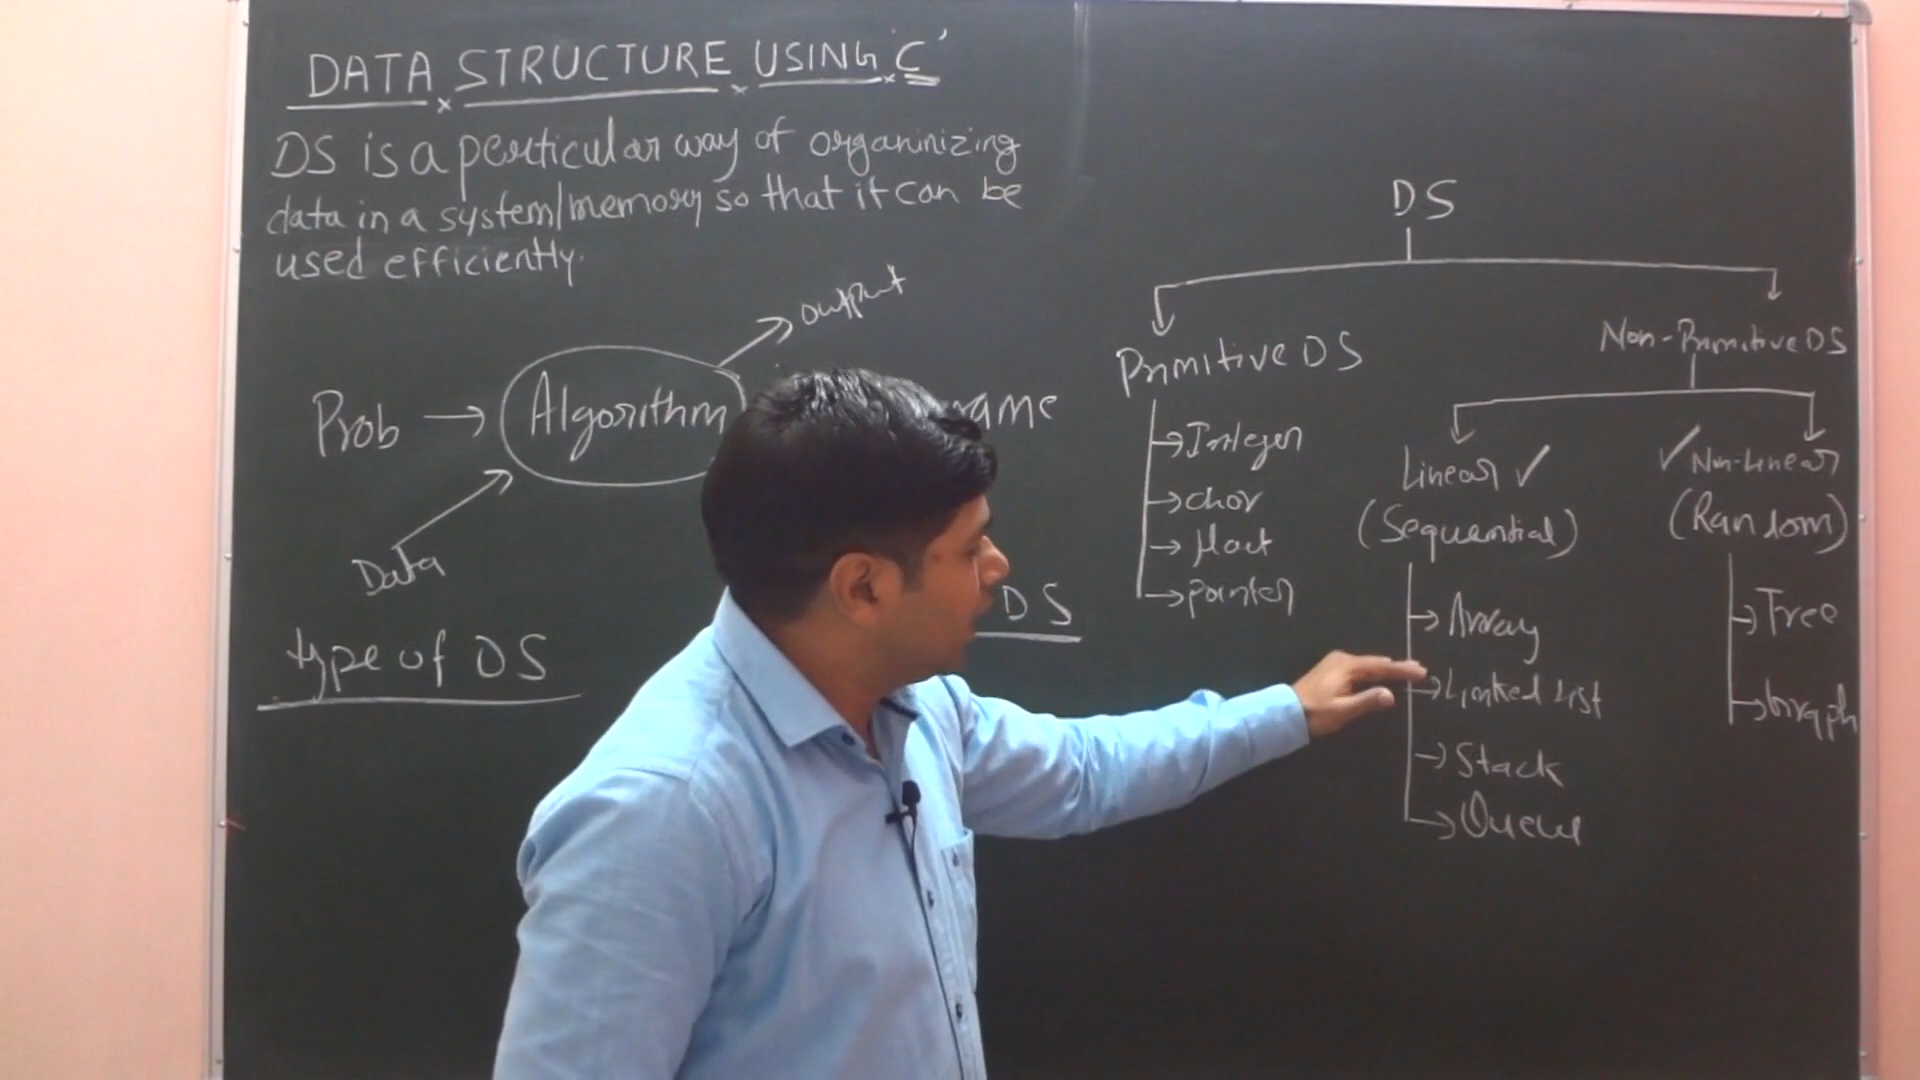 DATA STRUCTURE USING 'C'
DS is a perticular way of organinizing
data in a system/memory so that it can be
used efficiently.
output
Prob → Algorithm
Data
DS
type of DS
DS
Primitive DS
Integer
char
float
pointer
Non-Primitive DS
Linear ✓
(Sequential)
Array
Linked list
Stack
Queue
✓ Non-Linear
(Random)
Tree
Graph